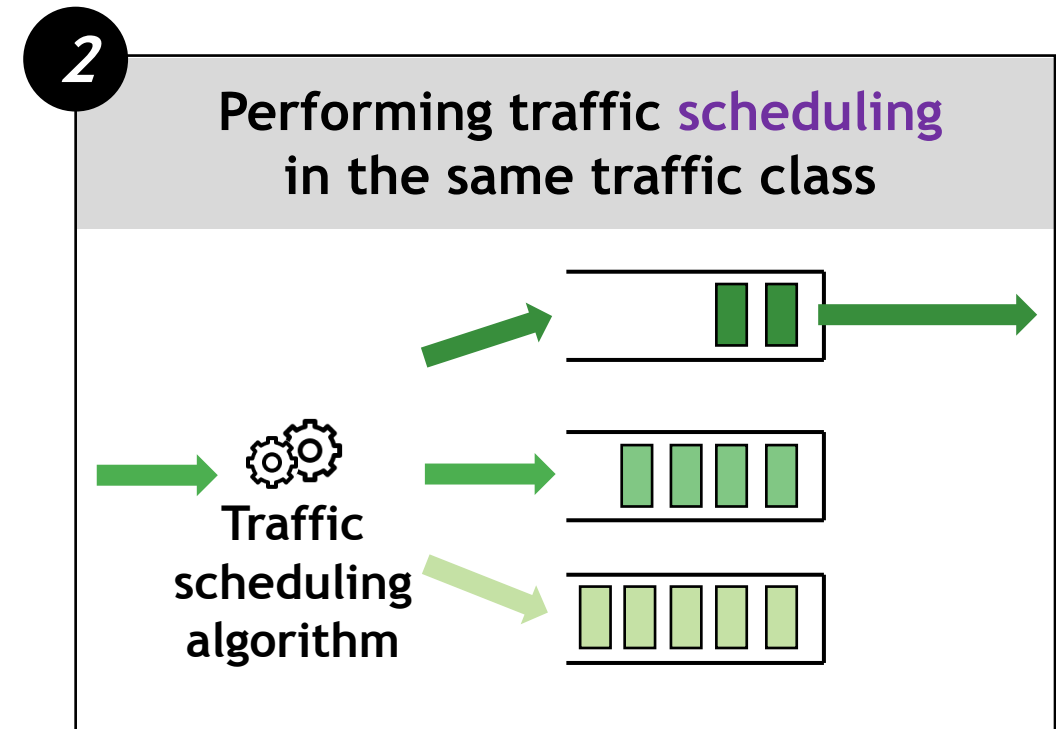 2
Performing traffic scheduling
in the same traffic class
Traffic
scheduling
algorithm